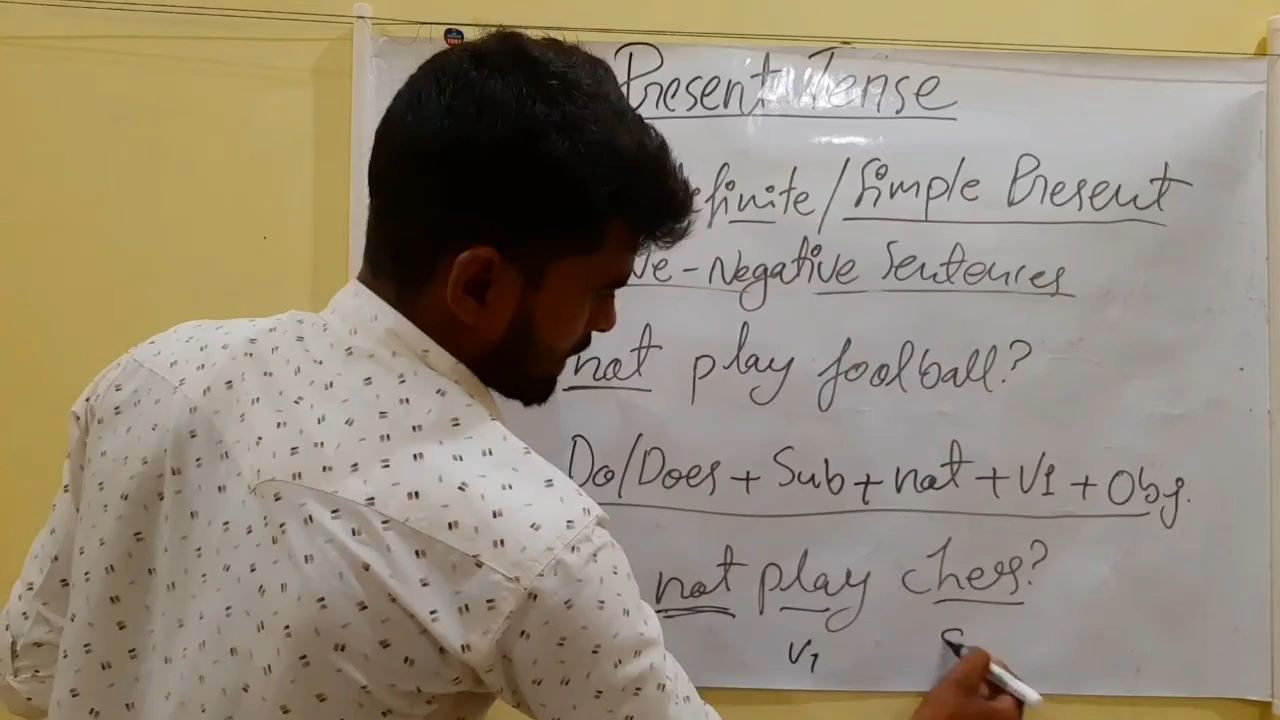 Present Tense
efinite / Simple Present
ve - Negative Sentences
not play foolball?
Do/Does + Sub + not + V1 + Obj.
not play chess?
V1